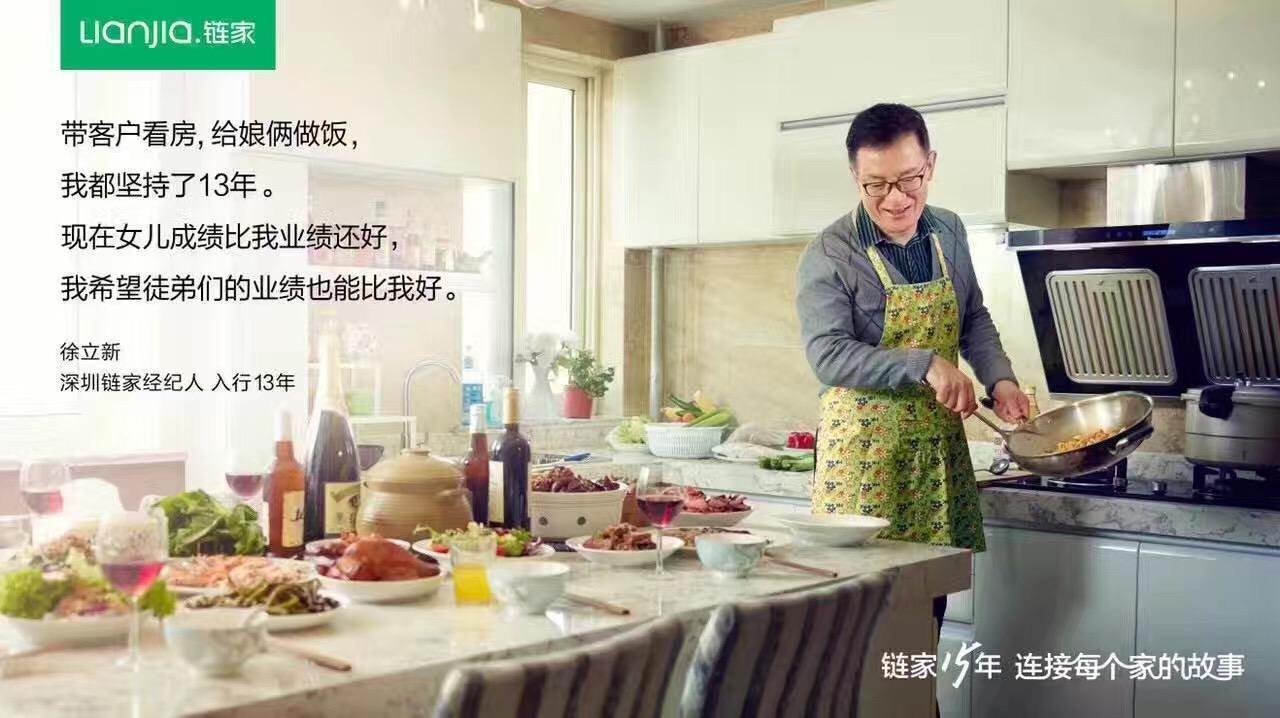 LIANJIA.链家
带客户看房，给娘俩做饭，
我都坚持了13年。
现在女儿成绩比我业绩还好，
我希望徒弟们的业绩也能比我好。
徐立新
深圳链家经纪人 入行13年
链家15年 连接每个家的故事